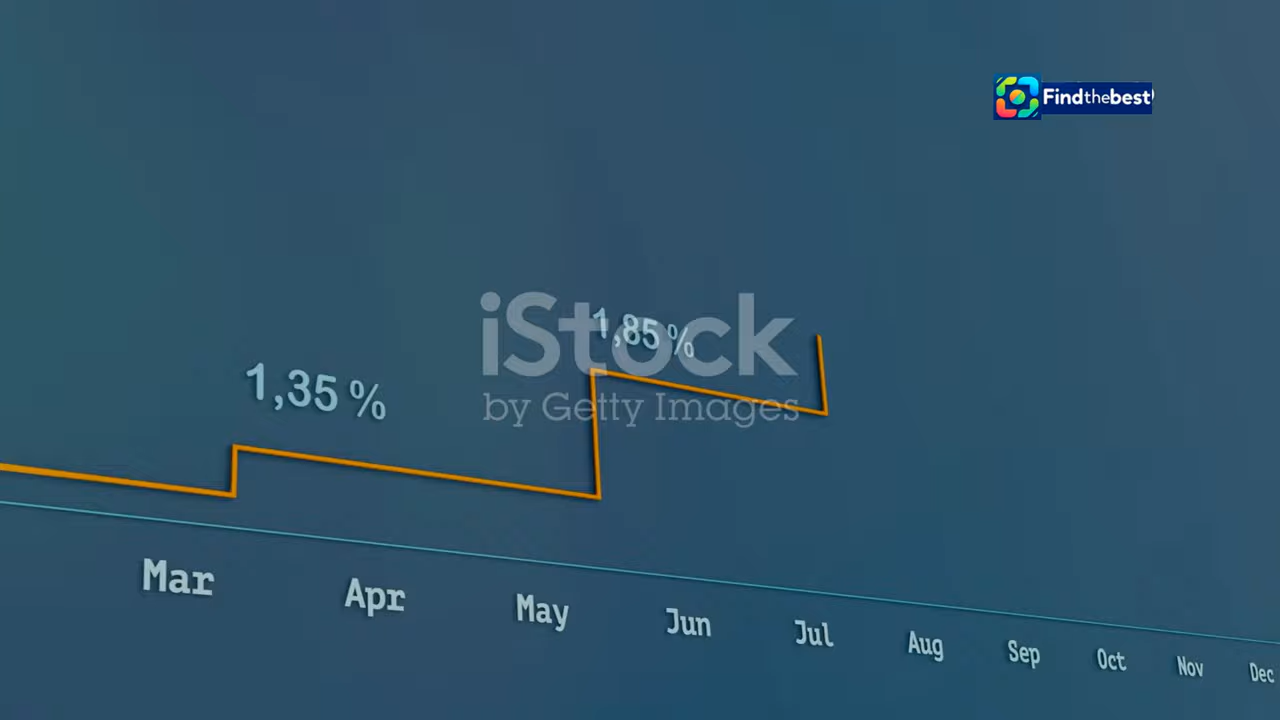 Findthebest
iStock
by Getty Images
1,85 %
1,35 %
Mar
Apr
May
Jun
Jul
Aug
Sep
Oct
Nov
Dec